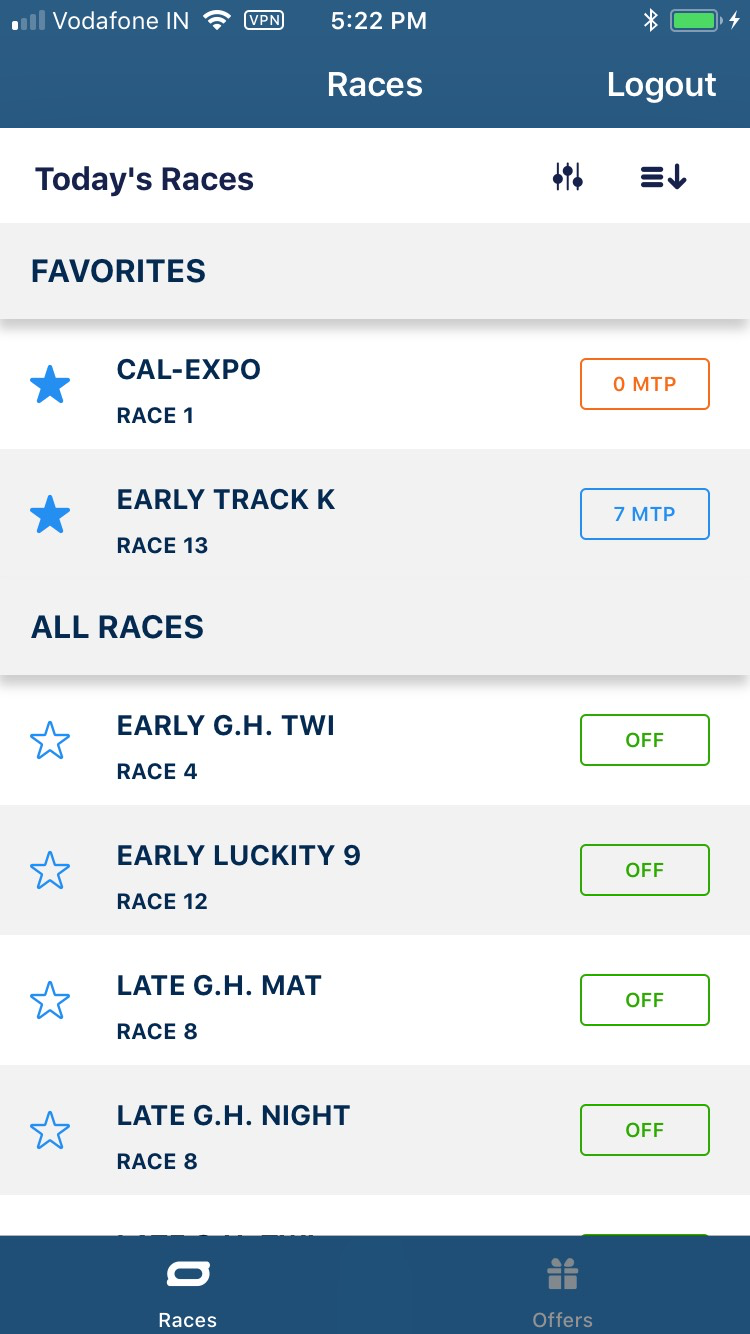 Vodafone IN VPN 5:22 PM
Races Logout
Today's Races
FAVORITES
CAL-EXPO
RACE 1
0 MTP
EARLY TRACK K
RACE 13
7 MTP
ALL RACES
EARLY G.H. TWI
RACE 4
OFF
EARLY LUCKITY 9
RACE 12
OFF
LATE G.H. MAT
RACE 8
OFF
LATE G.H. NIGHT
RACE 8
OFF
Races Offers